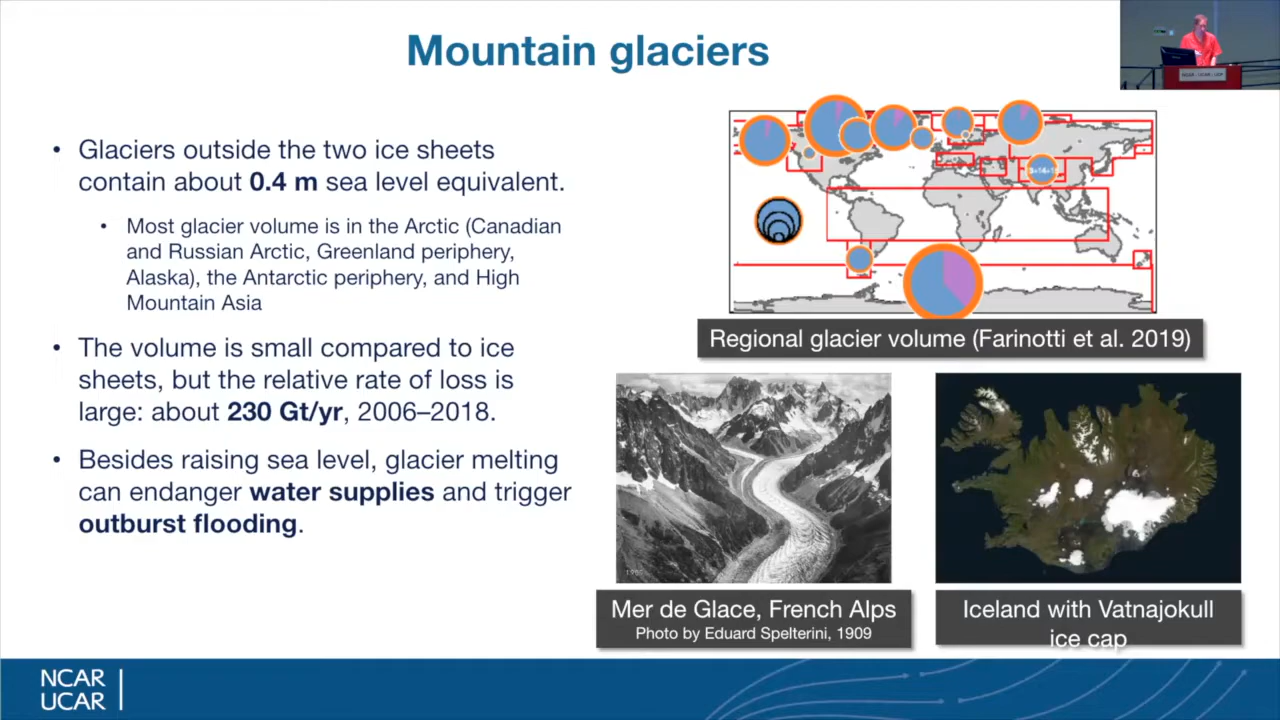 Mountain glaciers
• Glaciers outside the two ice sheets
contain about 0.4 m sea level equivalent.
• Most glacier volume is in the Arctic (Canadian
and Russian Arctic, Greenland periphery,
Alaska), the Antarctic periphery, and High
Mountain Asia
• The volume is small compared to ice
sheets, but the relative rate of loss is
large: about 230 Gt/yr, 2006–2018.
• Besides raising sea level, glacier melting
can endanger water supplies and trigger
outburst flooding.
Regional glacier volume (Farinotti et al. 2019)
Mer de Glace, French Alps
Photo by Eduard Spelterini, 1909
Iceland with Vatnajokull
ice cap
NCAR
UCAR